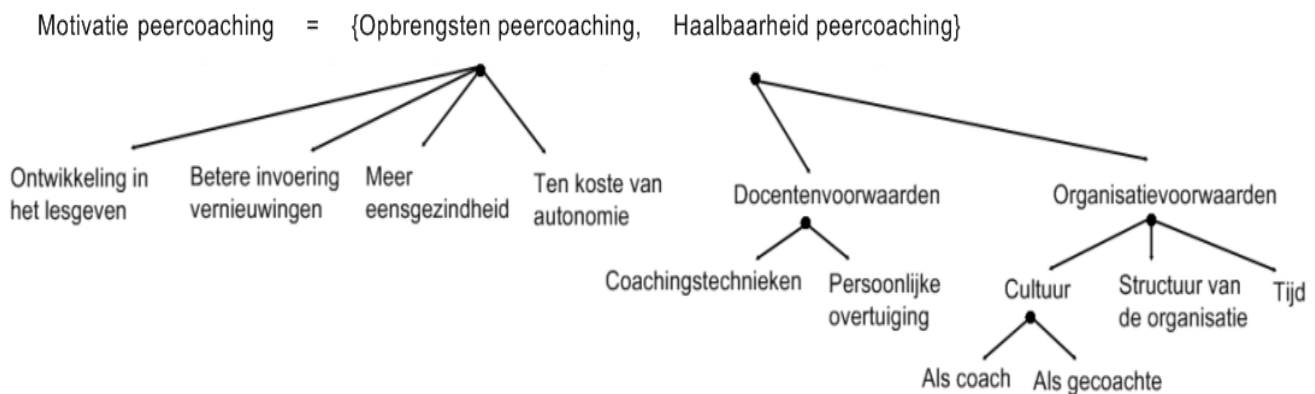 Motivatie peercoaching = {Opbrengsten peercoaching, Haalbaarheid peercoaching}
Ontwikkeling in
het lesgeven
Betere invoering
vernieuwingen
Meer
eensgezindheid
Ten koste van
autonomie
Docentenvoorwaarden
Organisatievoorwaarden
Coachingstechnieken
Persoonlijke
overtuiging
Cultuur
Structuur van
de organisatie
Tijd
Als coach
Als gecoachte